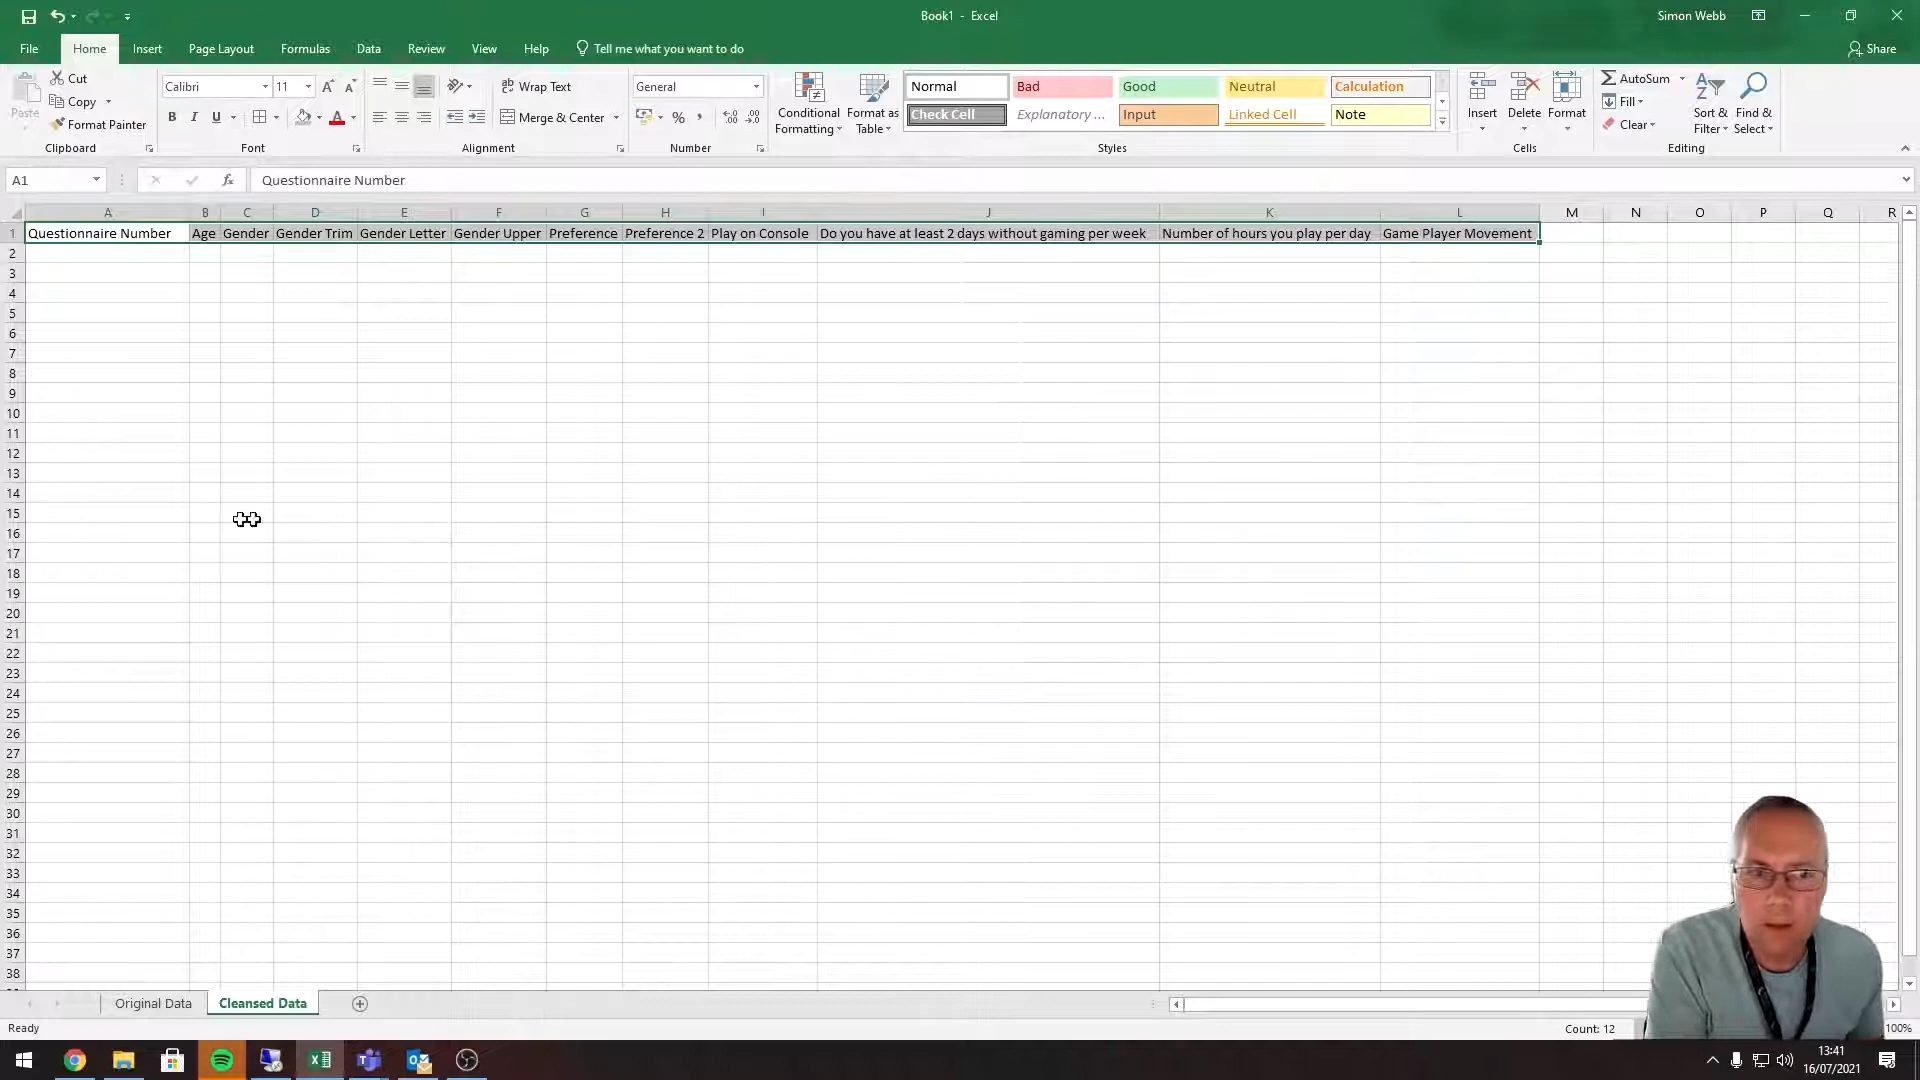 Book1 - Excel
Simon Webb
File Home Insert Page Layout Formulas Data Review View Help Tell me what you want to do
Share
Paste
Cut
Copy
Format Painter
Clipboard
Calibri 11
B I U
Font
Wrap Text
Merge & Center
Alignment
General
%
Number
Conditional Formatting
Format as Table
Normal Bad Good Neutral Calculation
Check Cell Explanatory ... Input Linked Cell Note
Styles
Insert Delete Format
Cells
AutoSum
Fill
Clear
Sort & Filter
Find & Select
Editing
A1 fx Questionnaire Number
A B C D E F G H I J K L M N O P Q R
1 Questionnaire Number Age Gender Gender Trim Gender Letter Gender Upper Preference Preference 2 Play on Console Do you have at least 2 days without gaming per week Number of hours you play per day Game Player Movement
2
3
4
5
6
7
8
9
10
11
12
13
14
15
16
17
18
19
20
21
22
23
24
25
26
27
28
29
30
31
32
33
34
35
36
37
38
Original Data Cleansed Data
Ready
Count: 12
100%
13:41
16/07/2021